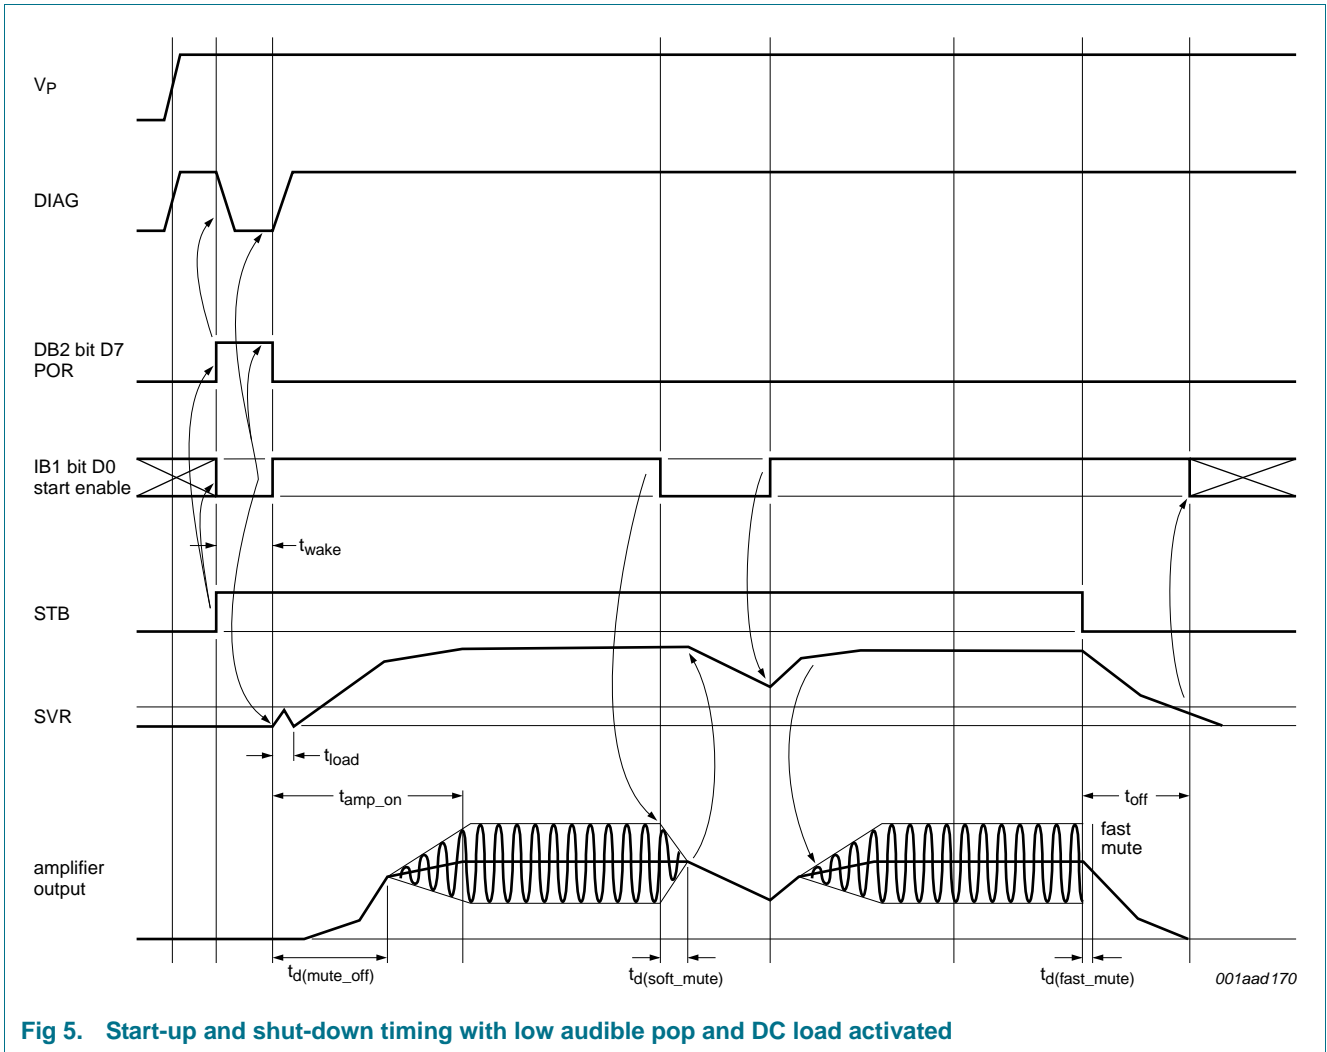 VP
DIAG
DB2 bit D7
POR
IB1 bit D0
start enable
twake
STB
SVR
tload
tamp_on
toff
fast
mute
amplifier
output
td(mute_off)
td(soft_mute)
td(fast_mute)
001aad170
Fig 5. Start-up and shut-down timing with low audible pop and DC load activated